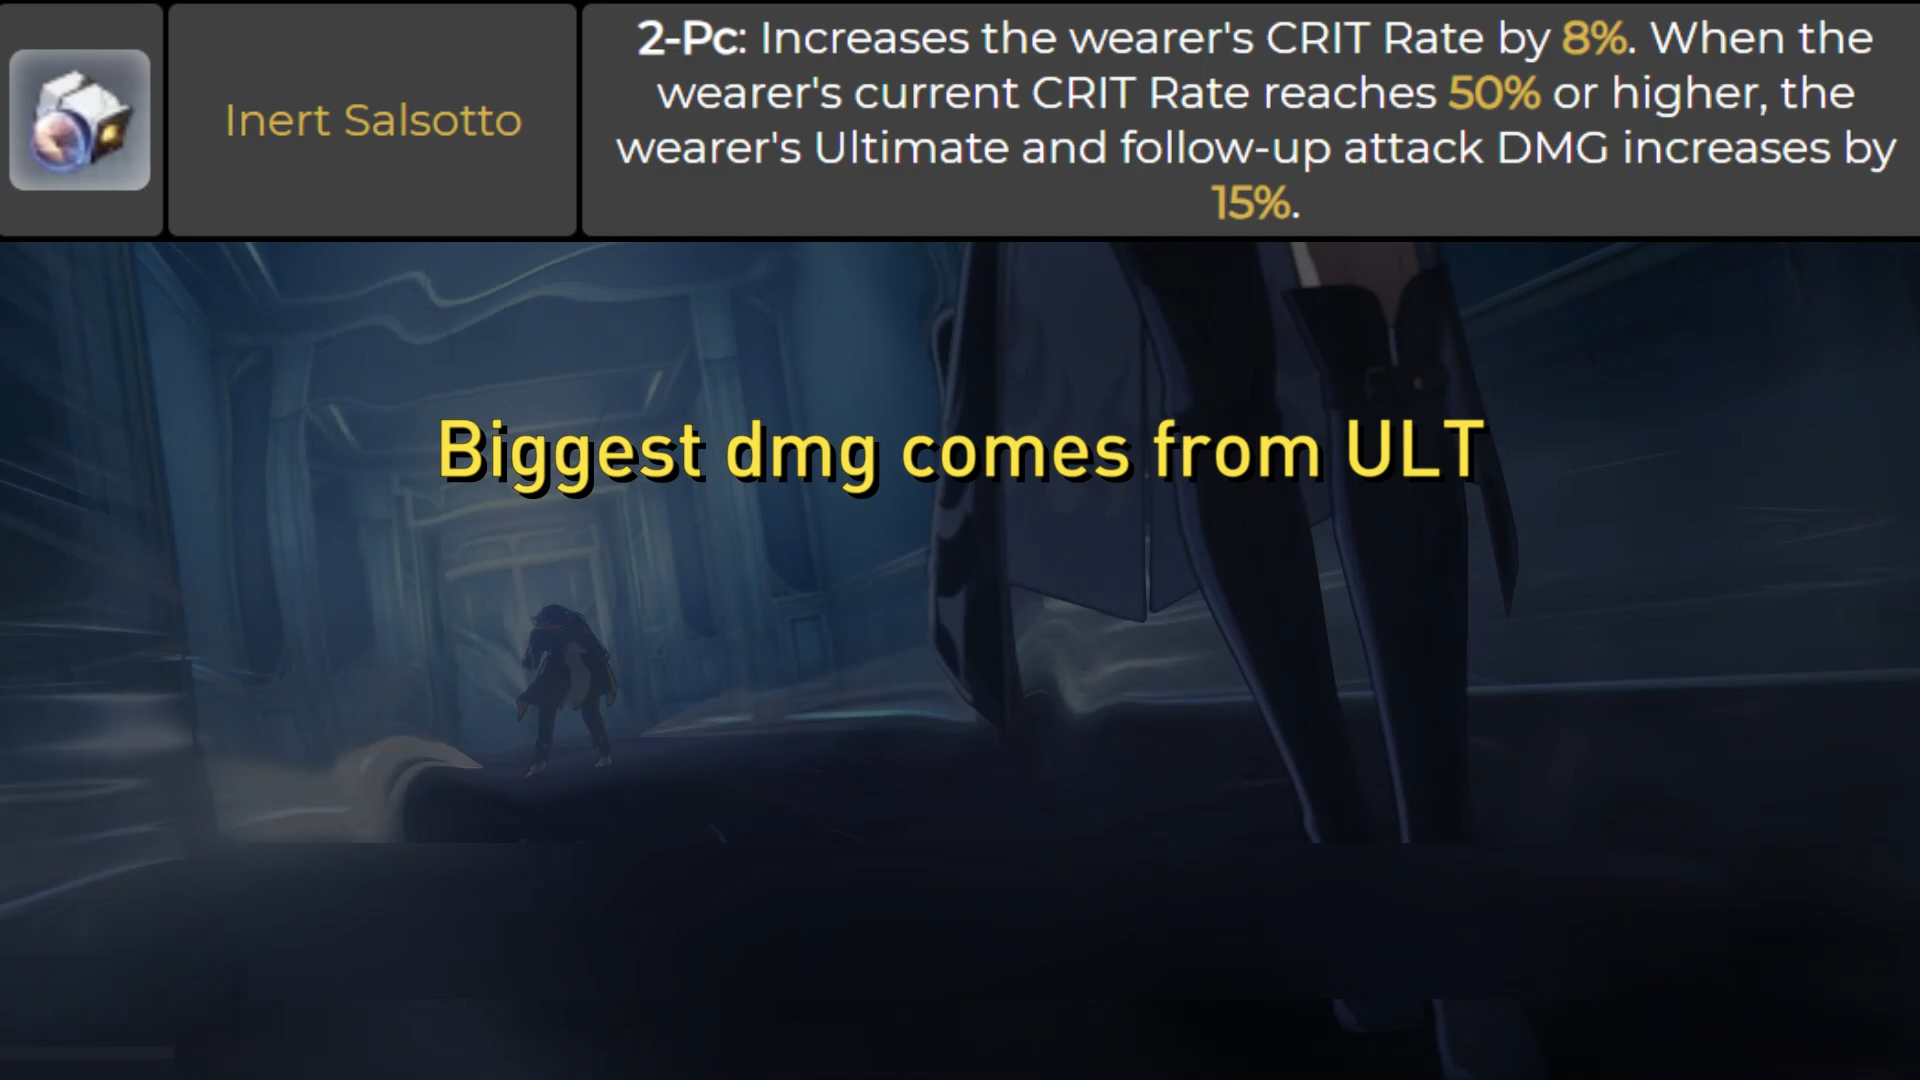 Inert Salsotto
2-Pc: Increases the wearer's CRIT Rate by 8%. When the
wearer's current CRIT Rate reaches 50% or higher, the
wearer's Ultimate and follow-up attack DMG increases by
15%.
Biggest dmg comes from ULT